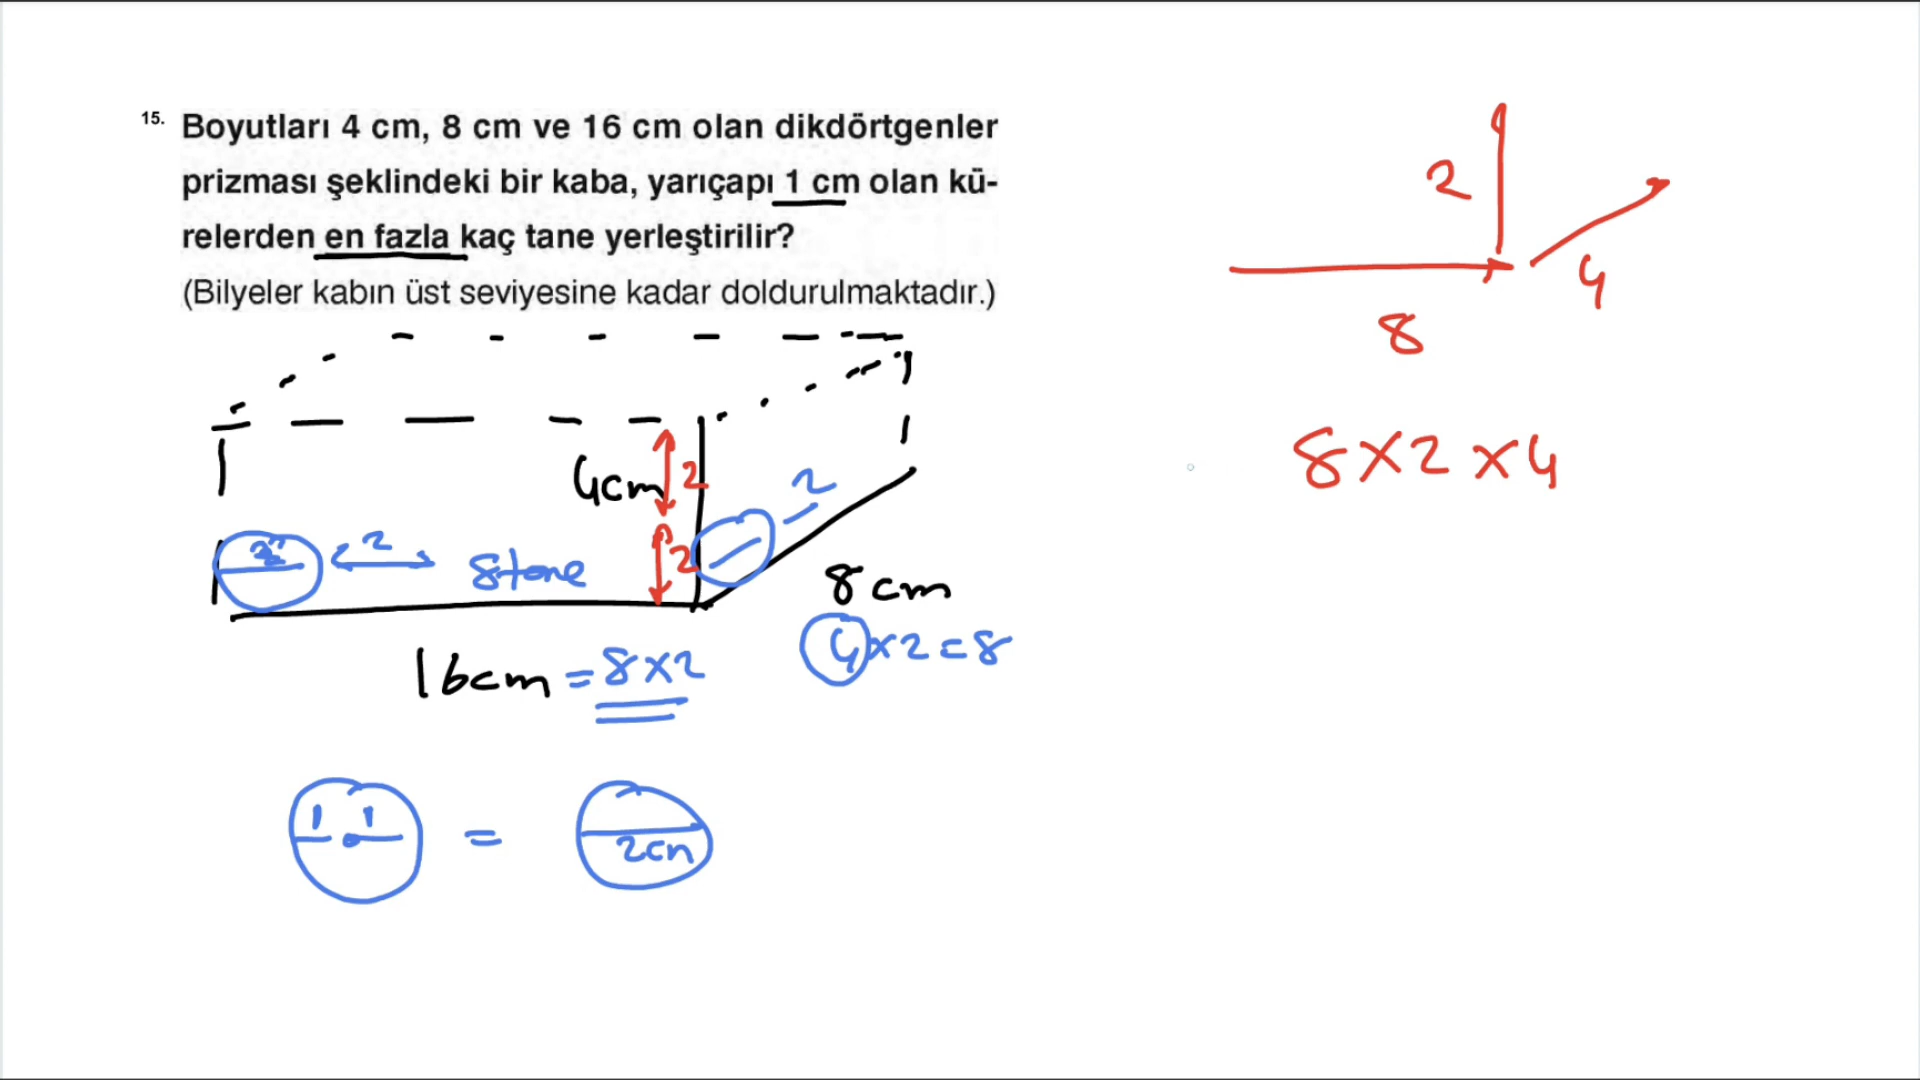 15. Boyutları 4 cm, 8 cm ve 16 cm olan dikdörtgenler
prizması şeklindeki bir kaba, yarıçapı 1 cm olan kü-
relerden en fazla kaç tane yerleştirilir?
(Bilyeler kabın üst seviyesine kadar doldurulmaktadır.)
2
4
8
8x2x4
4cm
2
2
2
2
2
8tane
8cm
4x2=8
16cm=8x2
1 1 = 2cm